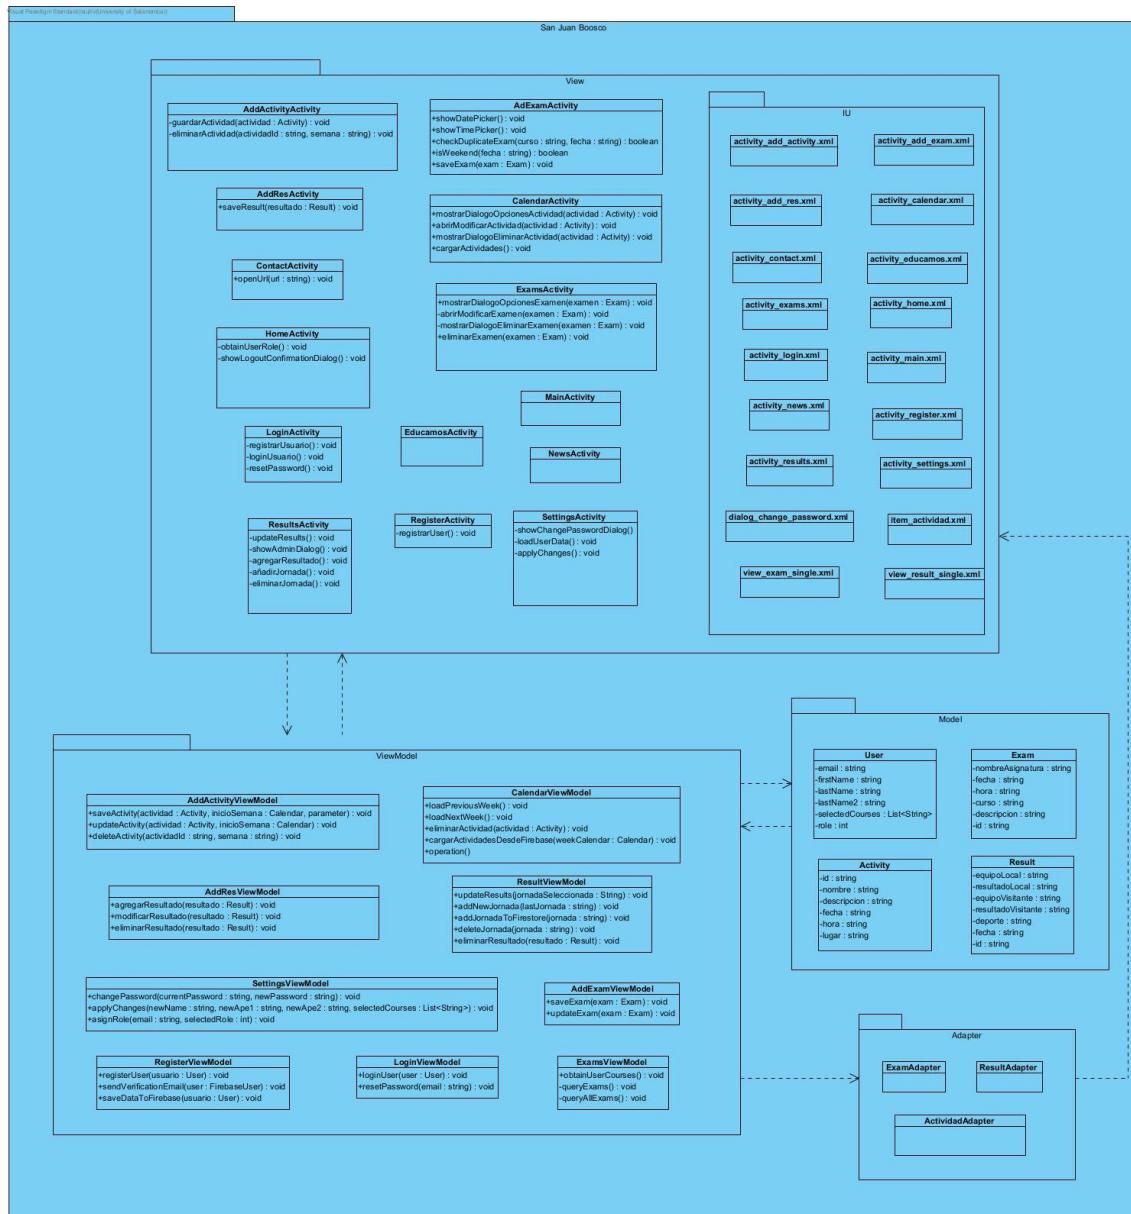 Visual Paradigm Standard(raulriv(University of Salamanca))
San Juan Boosco
View
AddActivityActivity
-guardarActividad(actividad : Activity) : void
-eliminarActividad(actividadId : string, semana : string) : void
AdExamActivity
+showDatePicker() : void
+showTimePicker() : void
+checkDuplicateExam(curso : string, fecha : string) : boolean
+isWeekend(fecha : string) : boolean
+saveExam(exam : Exam) : void
AddResActivity
+saveResult(resultado : Result) : void
CalendarActivity
+mostrarDialogoOpcionesActividad(actividad : Activity) : void
+abrirModificarActividad(actividad : Activity) : void
+mostrarDialogoEliminarActividad(actividad : Activity) : void
+cargarActividades() : void
ContactActivity
+openUrl(url : string) : void
ExamsActivity
+mostrarDialogoOpcionesExamen(examen : Exam) : void
-abrirModificarExamen(examen : Exam) : void
-mostrarDialogoEliminarExamen(examen : Exam) : void
+eliminarExamen(examen : Exam) : void
HomeActivity
-obtainUserRole() : void
-showLogoutConfirmationDialog() : void
MainActivity
LoginActivity
-registrarUsuario() : void
-loginUsuario() : void
-resetPassword() : void
EducamosActivity
NewsActivity
ResultsActivity
-updateResults() : void
-showAdminDialog() : void
-agregarResultado() : void
-añadirJornada() : void
-eliminarJornada() : void
RegisterActivity
-registrarUser() : void
SettingsActivity
-showChangePasswordDialog()
-loadUserData() : void
-applyChanges() : void
IU
activity_add_activity.xml
activity_add_exam.xml
activity_add_res.xml
activity_calendar.xml
activity_contact.xml
activity_educamos.xml
activity_exams.xml
activity_home.xml
activity_login.xml
activity_main.xml
activity_news.xml
activity_register.xml
activity_results.xml
activity_settings.xml
dialog_change_password.xml
item_actividad.xml
view_exam_single.xml
view_result_single.xml
ViewModel
AddActivityViewModel
+saveActivity(actividad : Activity, inicioSemana : Calendar, parameter) : void
+updateActivity(actividad : Activity, inicioSemana : Calendar) : void
+deleteActivity(actividadId : string, semana : string) : void
CalendarViewModel
+loadPreviousWeek() : void
+loadNextWeek() : void
+eliminarActividad(actividad : Activity) : void
+cargarActividadesDesdeFirebase(weekCalendar : Calendar) : void
+operation()
AddResViewModel
+agregarResultado(resultado : Result) : void
+modificarResultado(resultado : Result) : void
+eliminarResultado(resultado : Result) : void
ResultViewModel
+updateResults(jornadaSeleccionada : String) : void
+addNewJornada(lastJornada : string) : void
+addJornadaToFirestore(jornada : string) : void
+deleteJornada(jornada : string) : void
+eliminarResultado(resultado : Result) : void
SettingsViewModel
+changePassword(currentPassword : string, newPassword : string) : void
+applyChanges(newName : string, newApe1 : string, newApe2 : string, selectedCourses : List<String>) : void
+asignRole(email : string, selectedRole : int) : void
AddExamViewModel
+saveExam(exam : Exam) : void
+updateExam(exam : Exam) : void
RegisterViewModel
+registerUser(usuario : User) : void
+sendVerificationEmail(user : FirebaseUser) : void
+saveDataToFirebase(usuario : User) : void
LoginViewModel
+loginUser(user : User) : void
+resetPassword(email : string) : void
ExamsViewModel
+obtainUserCourses() : void
-queryExams() : void
-queryAllExams() : void
Model
User
-email : string
-firstName : string
-lastName : string
-lastName2 : string
-selectedCourses : List<String>
-role : int
Exam
-nombreAsignatura : string
-fecha : string
-hora : string
-curso : string
-descripcion : string
-id : string
Activity
-id : string
-nombre : string
-descripcion : string
-fecha : string
-hora : string
-lugar : string
Result
-equipoLocal : string
-resultadoLocal : string
-equipoVisitante : string
-resultadoVisitante : string
-deporte : string
-fecha : string
-id : string
Adapter
ExamAdapter
ResultAdapter
ActividadAdapter